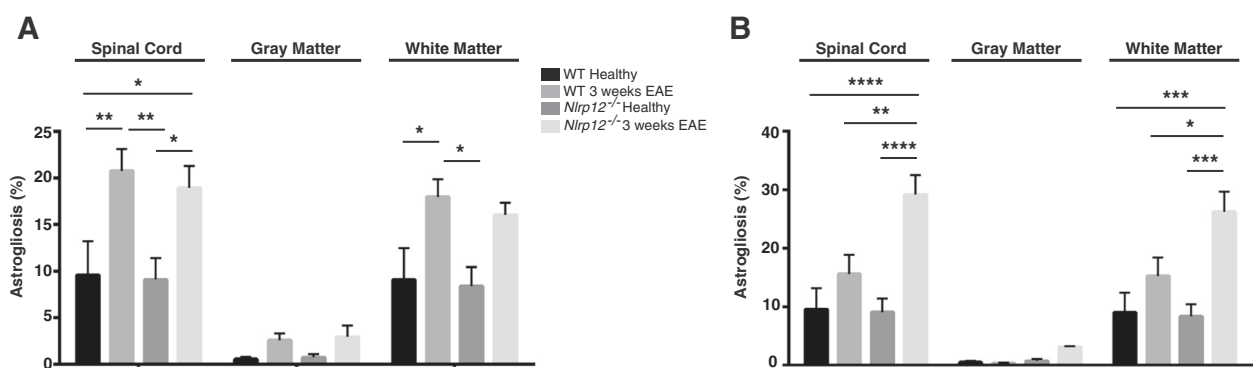 A
Spinal Cord
Gray Matter
White Matter
*
**
**
*
*
*
Astrogliosis (%)
25
20
15
10
5
0
WT Healthy
WT 3 weeks EAE
Nlrp12-/- Healthy
Nlrp12-/- 3 weeks EAE
B
Spinal Cord
Gray Matter
White Matter
****
**
****
***
*
***
Astrogliosis (%)
40
30
20
10
0